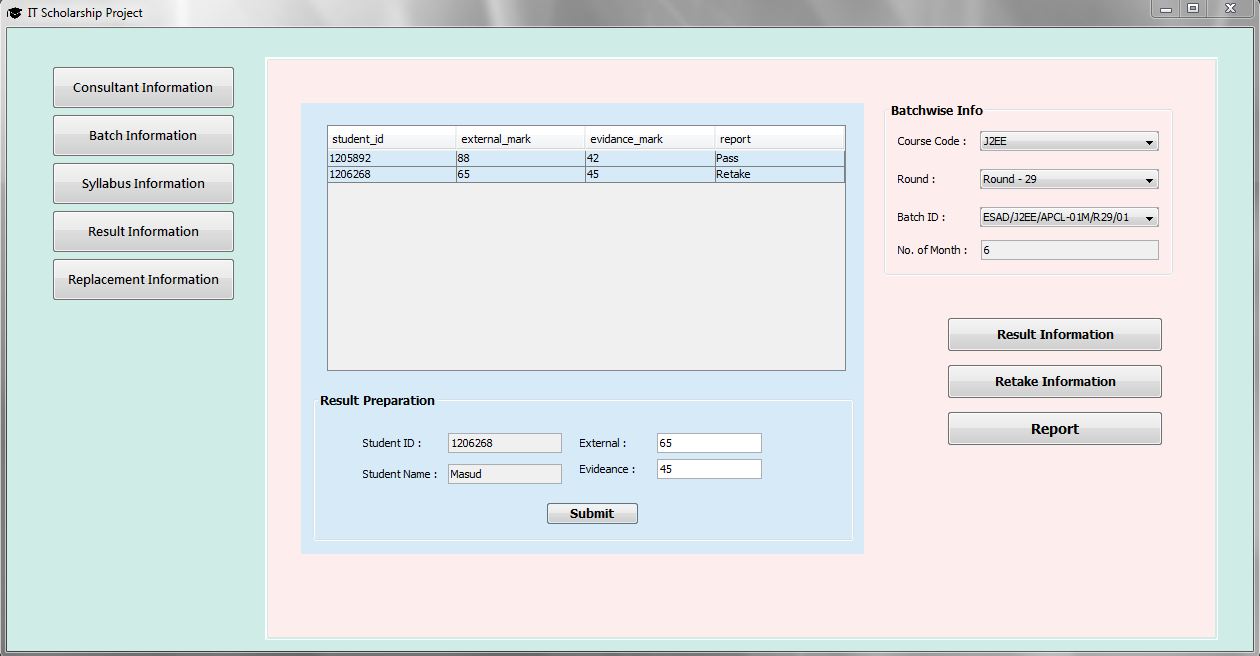 IT Scholarship Project
Consultant Information
Batch Information
Syllabus Information
Result Information
Replacement Information
student_id external_mark evidance_mark report
1205892 88 42 Pass
1206268 65 45 Retake
Result Preparation
Student ID : 1206268 External : 65
Student Name : Masud Evideance : 45
Submit
Batchwise Info
Course Code : J2EE
Round : Round - 29
Batch ID : ESAD/J2EE/APCL-01M/R29/01
No. of Month : 6
Result Information
Retake Information
Report